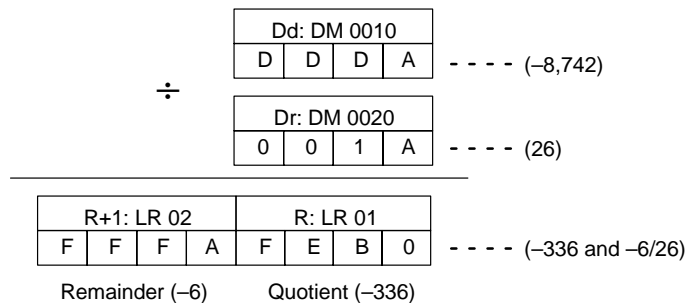 Dd: DM 0010
D D D A - - - - (–8,742)
÷
Dr: DM 0020
0 0 1 A - - - - (26)
R+1: LR 02 R: LR 01
F F F A F E B 0 - - - - (–336 and –6/26)
Remainder (–6) Quotient (–336)